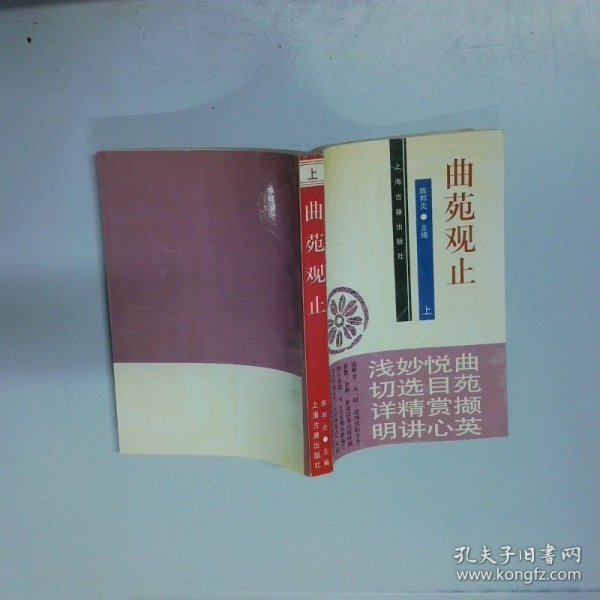 曲苑观止
陈邦炎●主编
上
上海古籍出版社
曲苑撷英
悦目赏心
妙选精讲
浅切详明
上
曲苑观止
陈邦炎●主编
上海古籍出版社
孔夫子旧书网
www.kongfz.com